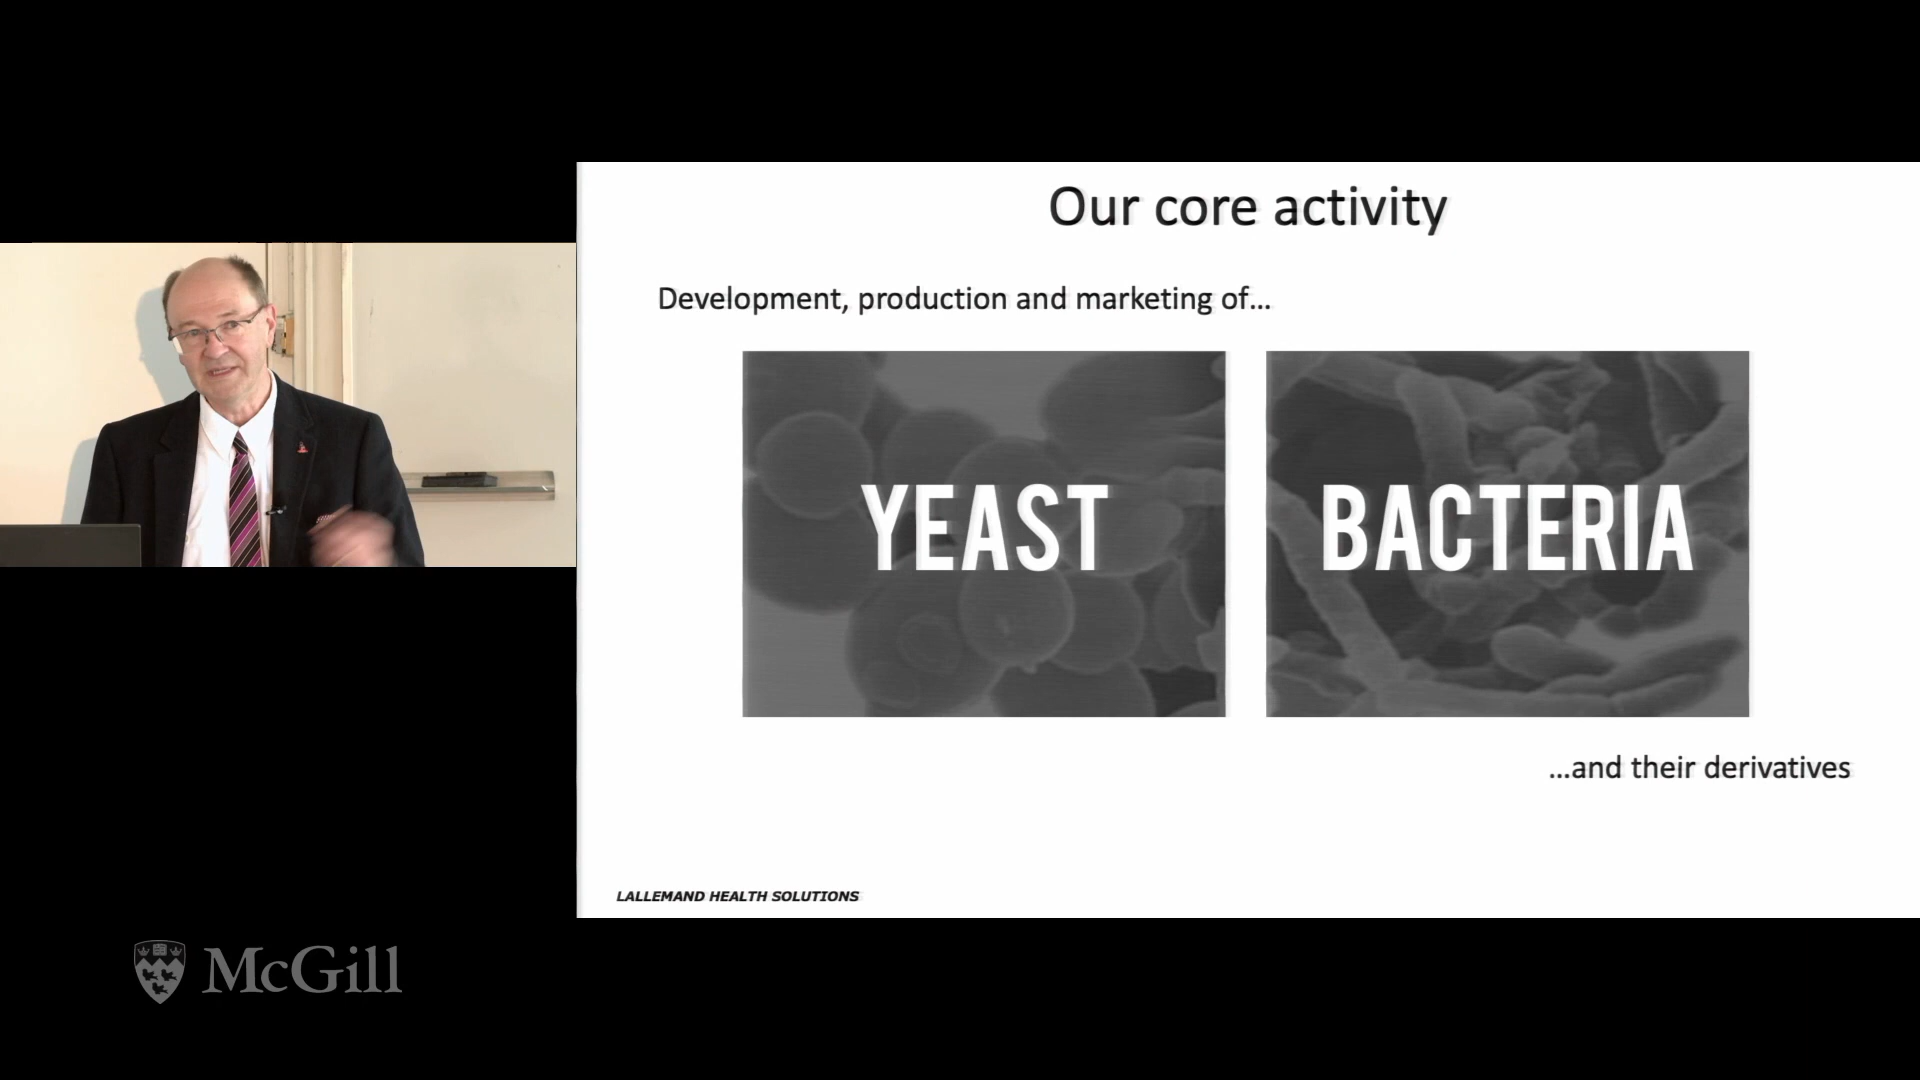 Our core activity
Development, production and marketing of...
YEAST
BACTERIA
...and their derivatives
LALLEMAND HEALTH SOLUTIONS
McGill